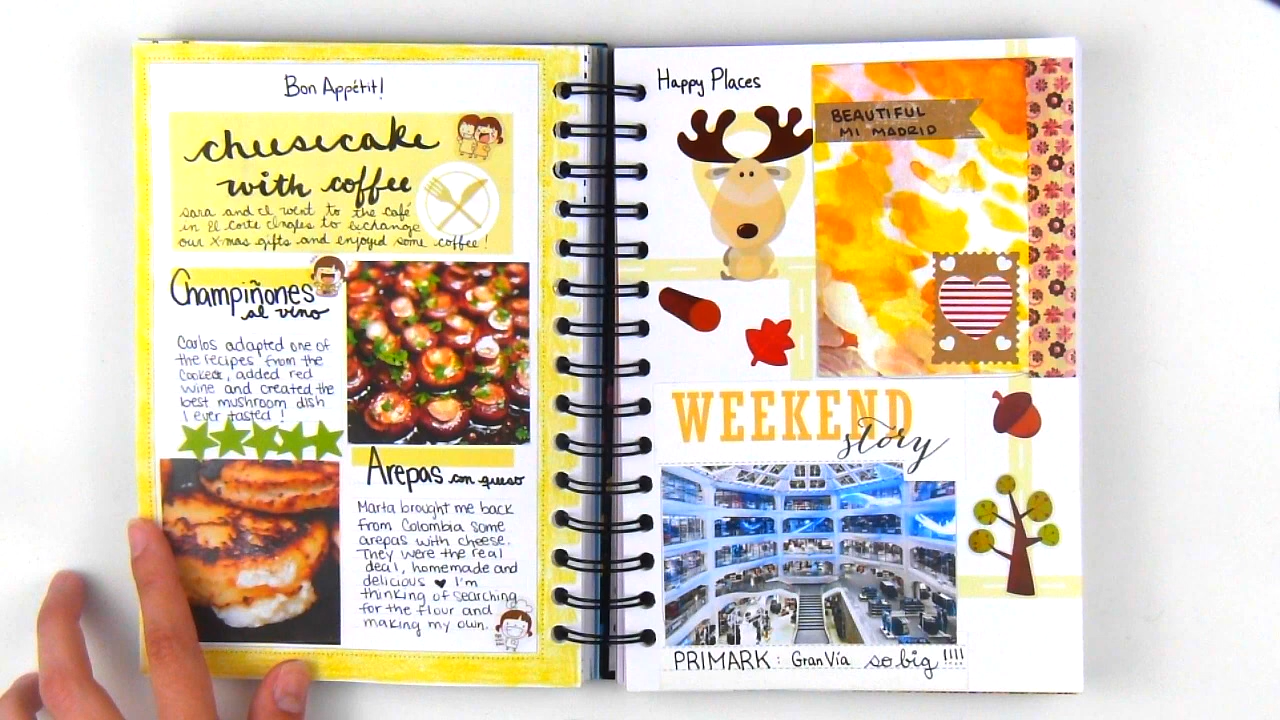 Bon Appétit!
cheesecake
with coffee
Sara and I went to the café
in El Corte Ingles to exchange
our X-mas gifts and enjoyed some coffee!
Champiñones
al vino
Carlos adapted one of
the recipes from the
Cookeat, added red
wine and created the
best mushroom dish
I ever tasted!
Arepas con queso
Marta brought me back
from Colombia some
arepas with cheese.
They were the real
deal, homemade and
delicious ♥ I'm
thinking of searching
for the flour and
making my own.
Happy Places
BEAUTIFUL
MI MADRID
WEEKEND
story
PRIMARK: Gran Vía so big!!!!